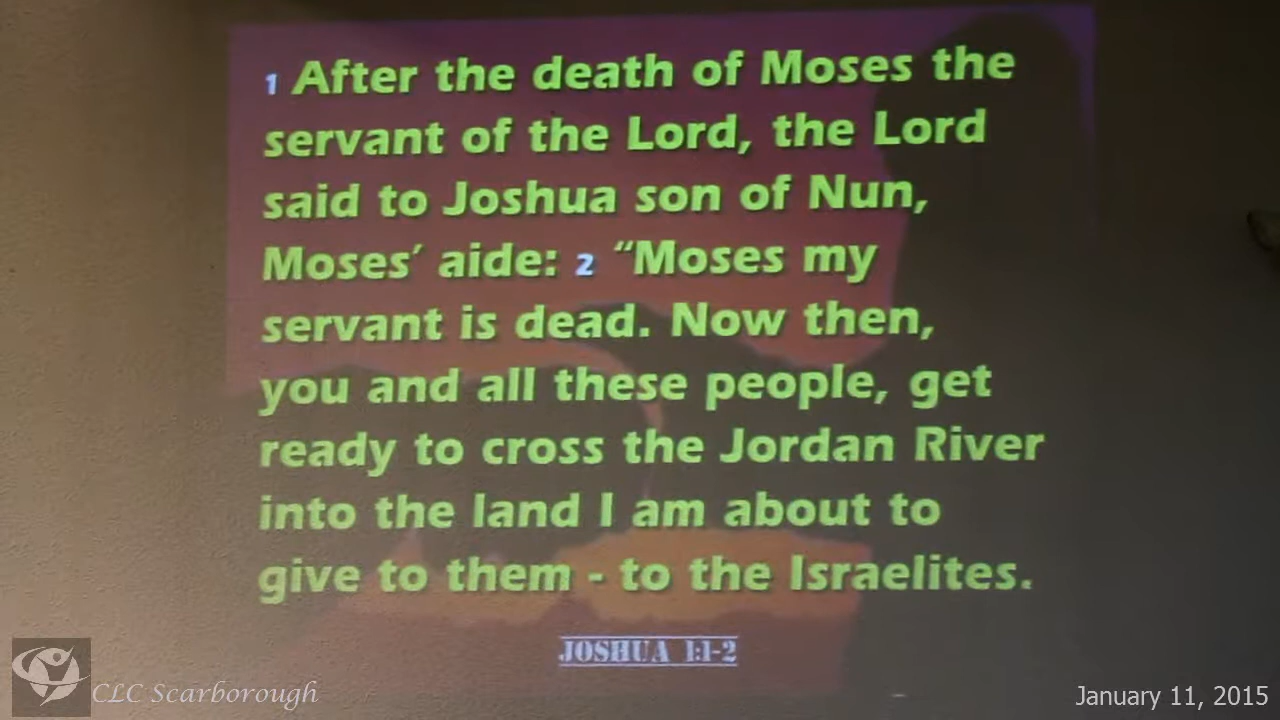 1 After the death of Moses the
servant of the Lord, the Lord
said to Joshua son of Nun,
Moses’ aide: 2 “Moses my
servant is dead. Now then,
you and all these people, get
ready to cross the Jordan River
into the land I am about to
give to them - to the Israelites.
JOSHUA 1:1-2
CLC Scarborough
January 11, 2015